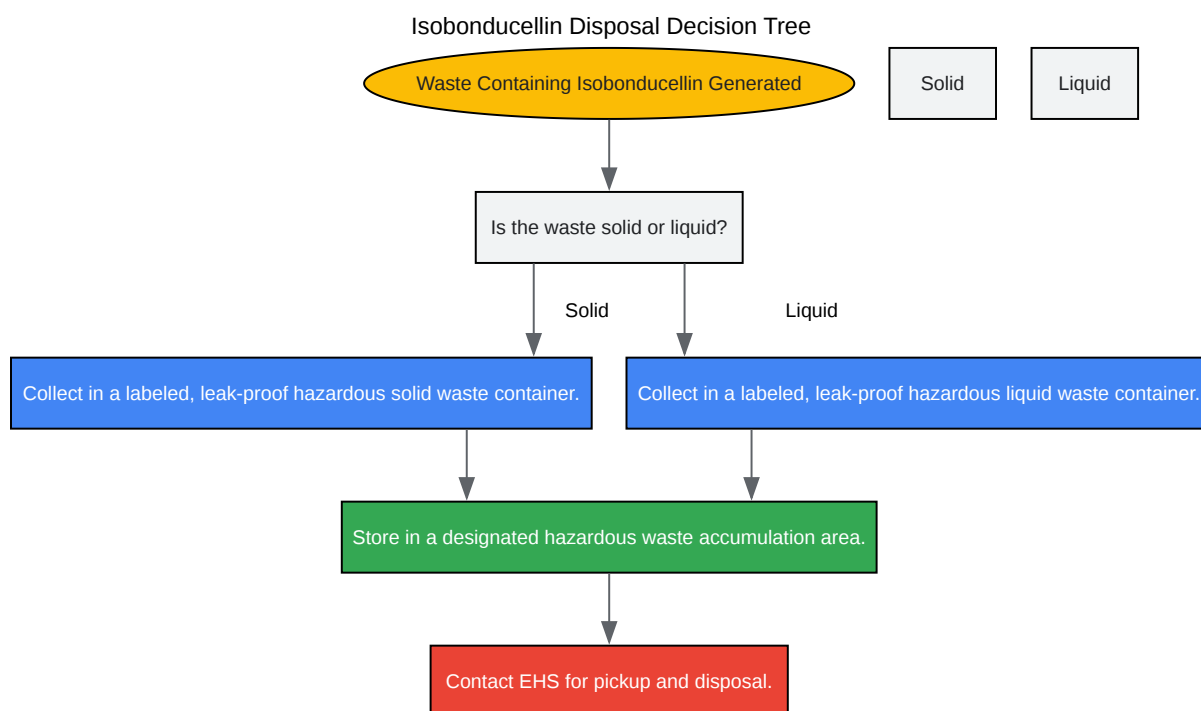 Isobonducellin Disposal Decision Tree
Waste Containing Isobonducellin Generated
Solid
Liquid
Is the waste solid or liquid?
Solid
Liquid
Collect in a labeled, leak-proof hazardous solid waste container.
Collect in a labeled, leak-proof hazardous liquid waste container.
Store in a designated hazardous waste accumulation area.
Contact EHS for pickup and disposal.